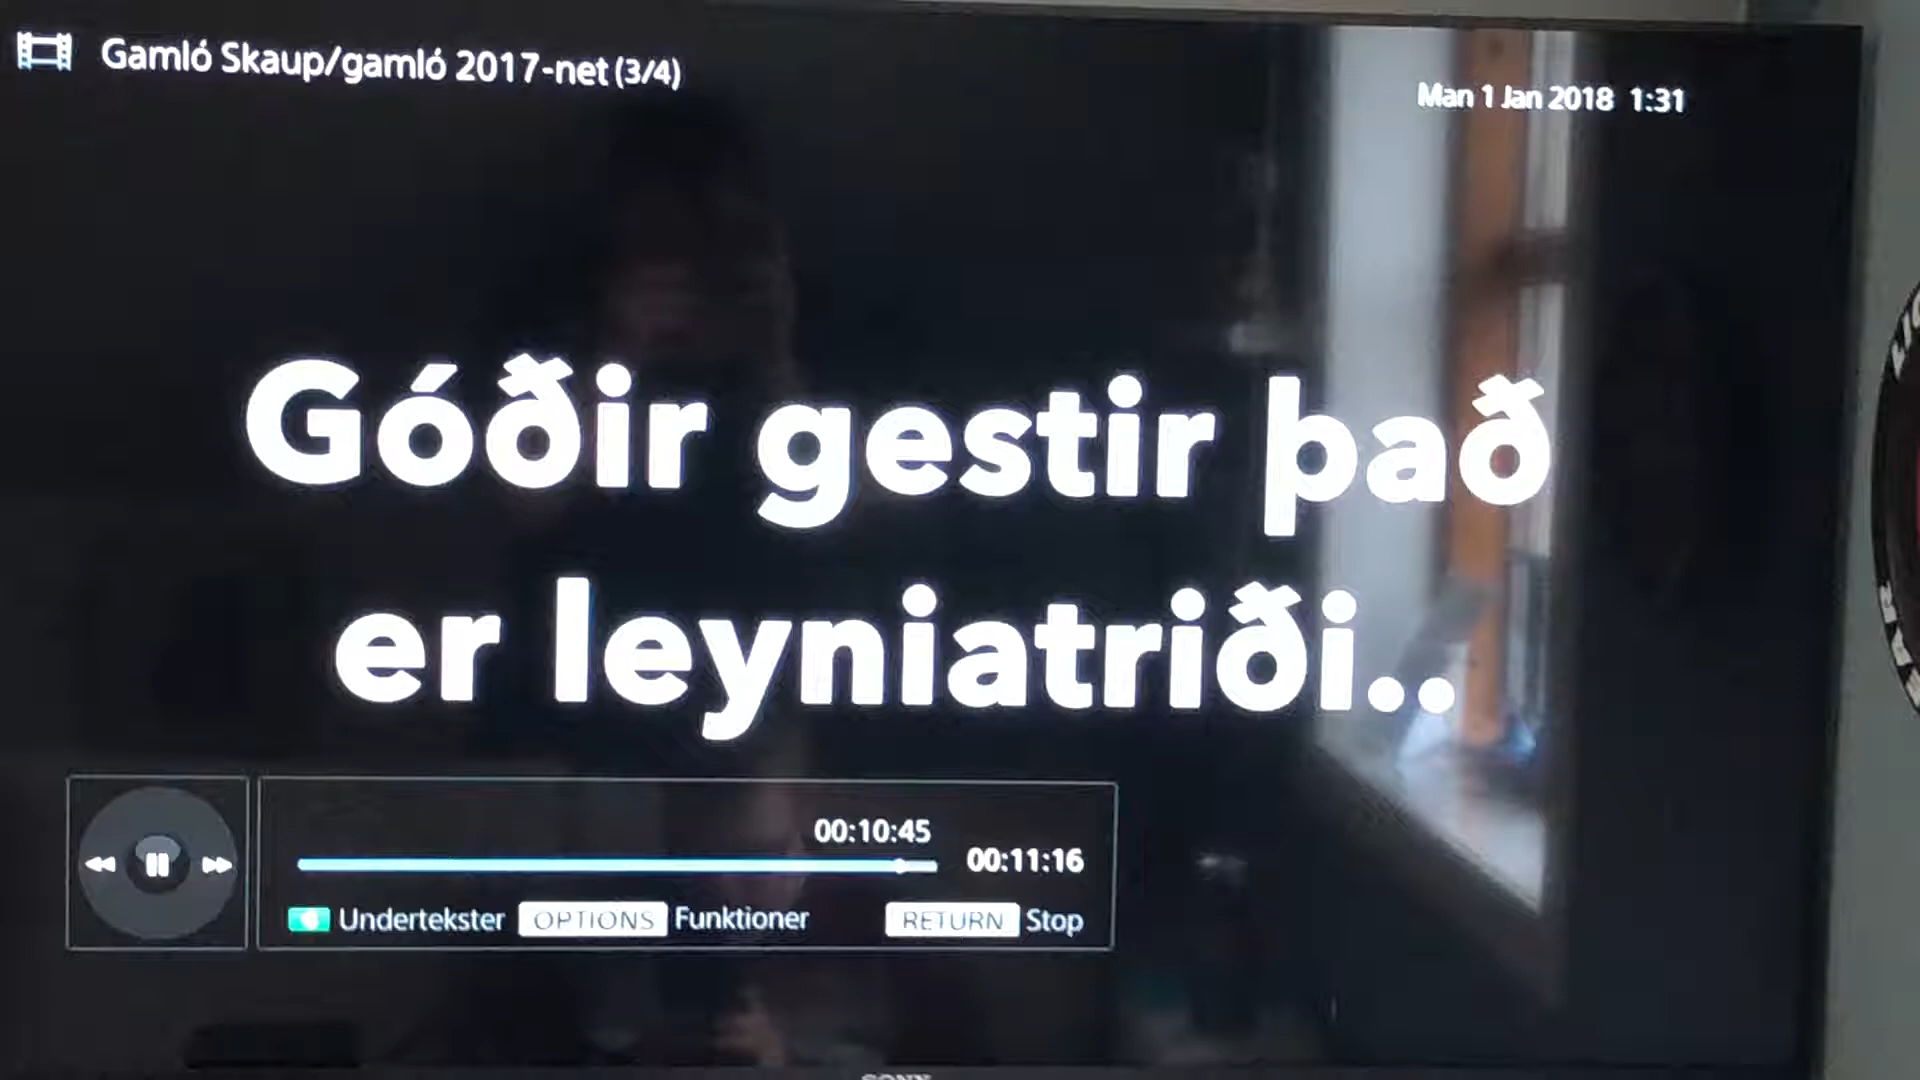 Gamló Skaup/gamló 2017-net (3/4)
Man 1 Jan 2018 1:31
Góðir gestir það
er leyniatriði..
00:10:45
00:11:16
Undertekster OPTIONS Funktioner RETURN Stop
SONY